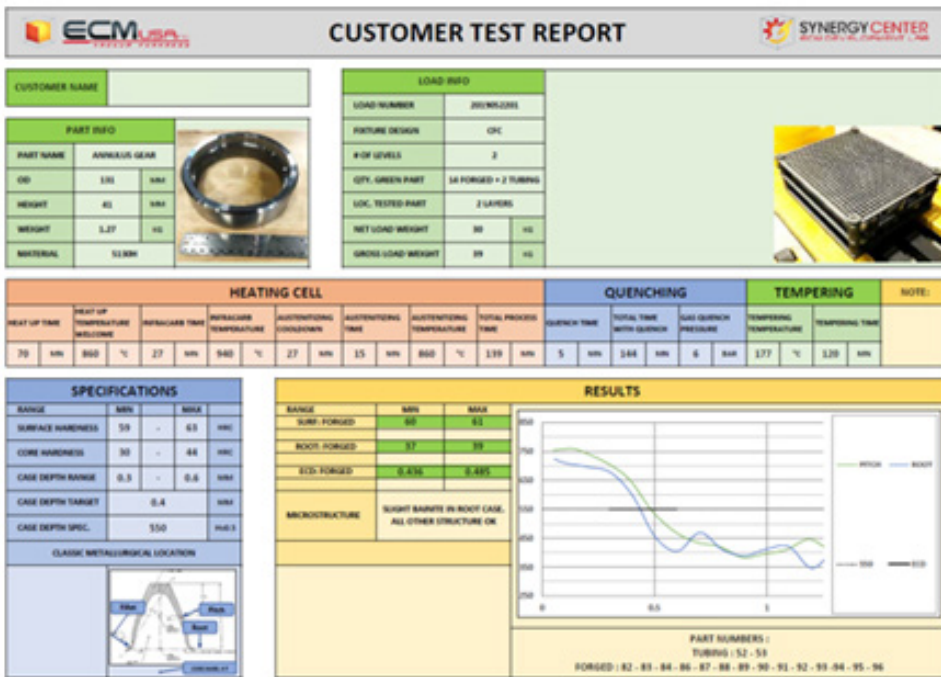 ECM USA
VACUUM FURNACES
CUSTOMER TEST REPORT
SYNERGY CENTER
ECM DEVELOPMENT LAB
CUSTOMER NAME
PART INFO
PART NAME ANNULUS GEAR
OD 131 MM
HEIGHT 41 MM
WEIGHT 1.27 KG
MATERIAL 5130H
LOAD INFO
LOAD NUMBER 2019052201
FIXTURE DESIGN CFC
# OF LEVELS 2
QTY. GREEN PART 14 FORGED + 2 TUBING
LOC. TESTED PART 2 LAYERS
NET LOAD WEIGHT 30 KG
GROSS LOAD WEIGHT 39 KG
HEATING CELL QUENCHING TEMPERING NOTE:
HEAT UP TIME HEAT UP TEMPERATURE WELCOME INFRACARB TIME INFRACARB TEMPERATURE AUSTENITIZING COOLDOWN AUSTENITIZING TIME AUSTENITIZING TEMPERATURE TOTAL PROCESS TIME QUENCH TIME TOTAL TIME WITH QUENCH GAS QUENCH PRESSURE TEMPERING TEMPERATURE TEMPERING TIME
70 MIN 860 °C 27 MIN 940 °C 27 MIN 15 MIN 860 °C 139 MIN 5 MIN 144 MIN 6 BAR 177 °C 120 MIN
SPECIFICATIONS
RANGE MIN MAX
SURFACE HARDNESS 59 - 63 HRC
CORE HARDNESS 30 - 44 HRC
CASE DEPTH RANGE 0.3 - 0.6 MM
CASE DEPTH TARGET 0.4 MM
CASE DEPTH SPEC. 550 Hv0.5
CLASSIC METALLURGICAL LOCATION
Fillet
Pitch
Root
RESULTS
RANGE MIN MAX
SURF: FORGED 60 61
ROOT: FORGED 37 39
ECD: FORGED 0.436 0.485
MICROSTRUCTURE
SLIGHT BAINITE IN ROOT CASE.
ALL OTHER STRUCTURE OK
850
750
650
550
450
350
250
0 0.5 1
PITCH ROOT
550 ECD
PART NUMBERS :
TUBING : 52 - 53
FORGED : 82 - 83 - 84 - 86 - 87 - 88 - 89 - 90 - 91 - 92 - 93 -94 - 95 - 96